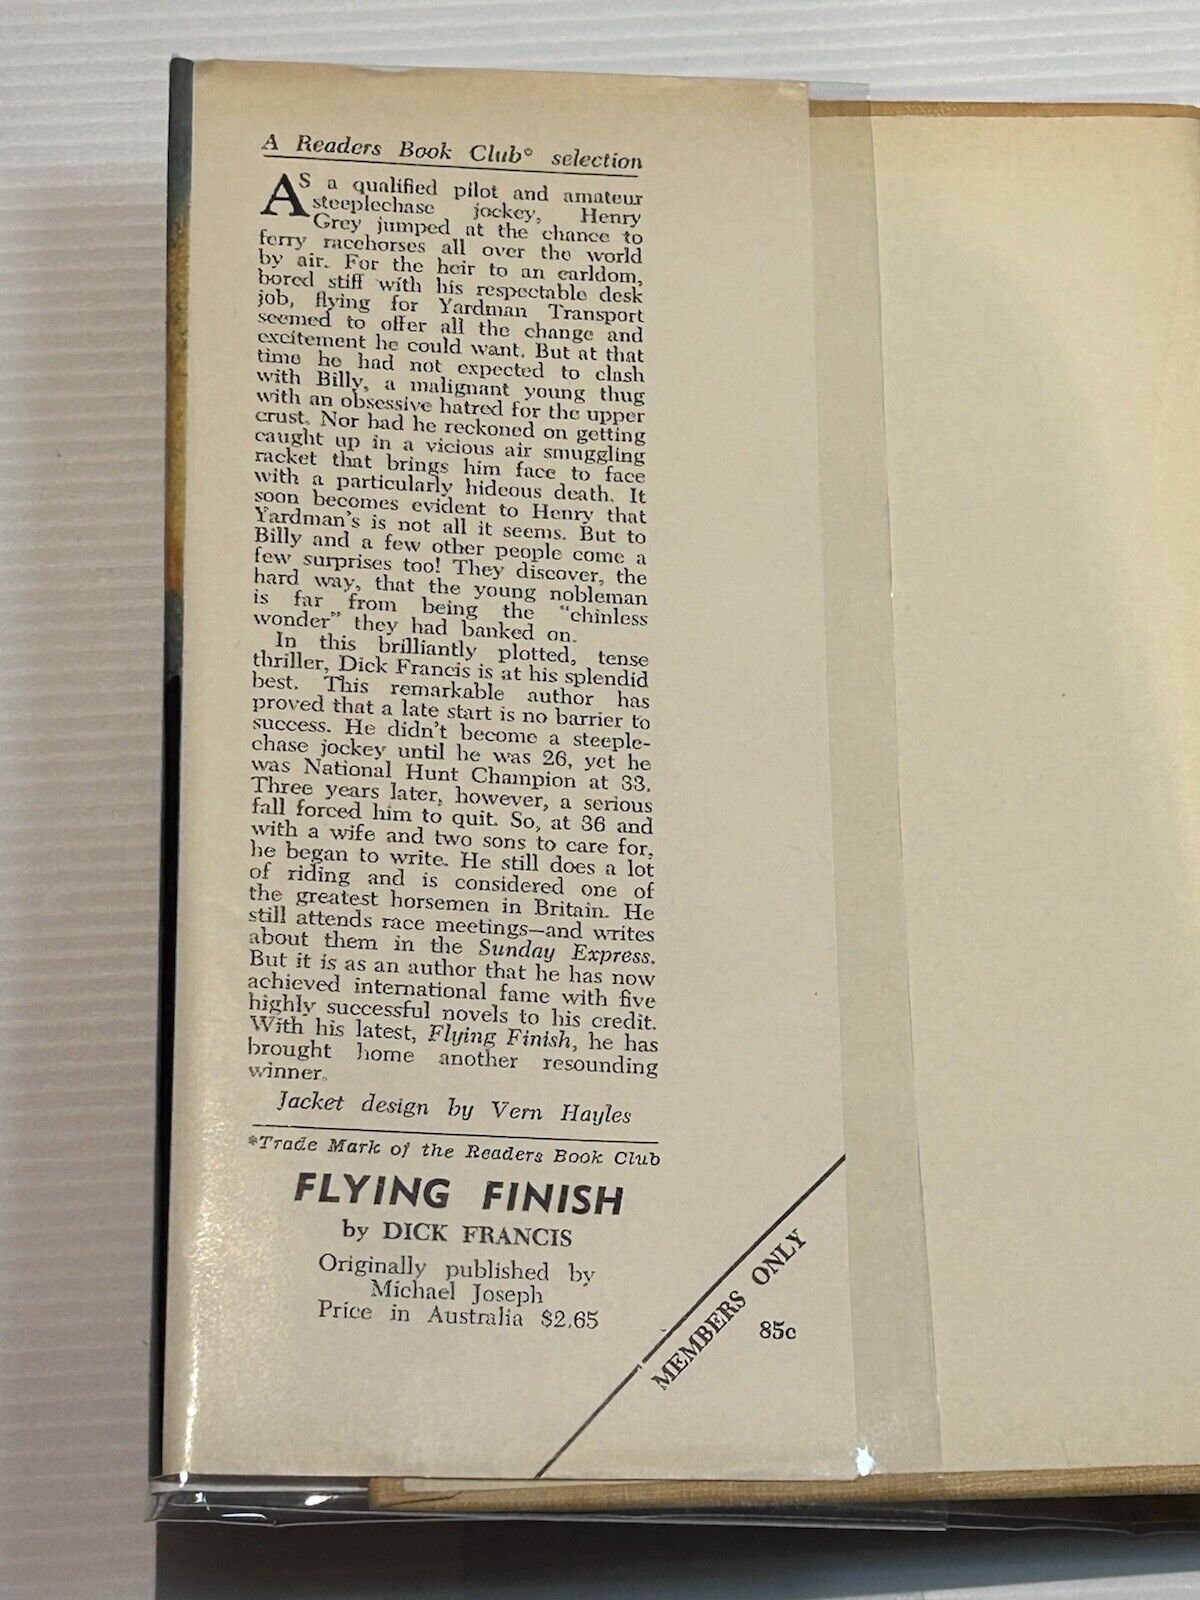 A Readers Book Club* selection
AS a qualified pilot and amateur
steeplechase jockey, Henry
Grey jumped at the chance to
ferry racehorses all over the world
by air. For the heir to an earldom,
bored stiff with his respectable desk
job, flying for Yardman Transport
seemed to offer all the change and
excitement he could want. But at that
time he had not expected to clash
with Billy, a malignant young thug
with an obsessive hatred for the upper
crust. Nor had he reckoned on getting
caught up in a vicious air smuggling
racket that brings him face to face
with a particularly hideous death. It
soon becomes evident to Henry that
Yardman's is not all it seems. But to
Billy and a few other people come a
few surprises too! They discover, the
hard way, that the young nobleman
is far from being the "chinless
wonder" they had banked on.
In this brilliantly plotted, tense
thriller, Dick Francis is at his splendid
best. This remarkable author has
proved that a late start is no barrier to
success. He didn't become a steeple-
chase jockey until he was 26, yet he
was National Hunt Champion at 33.
Three years later, however, a serious
fall forced him to quit. So, at 36 and
with a wife and two sons to care for,
he began to write. He still does a lot
of riding and is considered one of
the greatest horsemen in Britain. He
still attends race meetings—and writes
about them in the Sunday Express.
But it is as an author that he has now
achieved international fame with five
highly successful novels to his credit.
With his latest, Flying Finish, he has
brought home another resounding
winner.
Jacket design by Vern Hayles
*Trade Mark of the Readers Book Club
FLYING FINISH
by DICK FRANCIS
Originally published by
Michael Joseph
Price in Australia $2.65
MEMBERS ONLY
85c